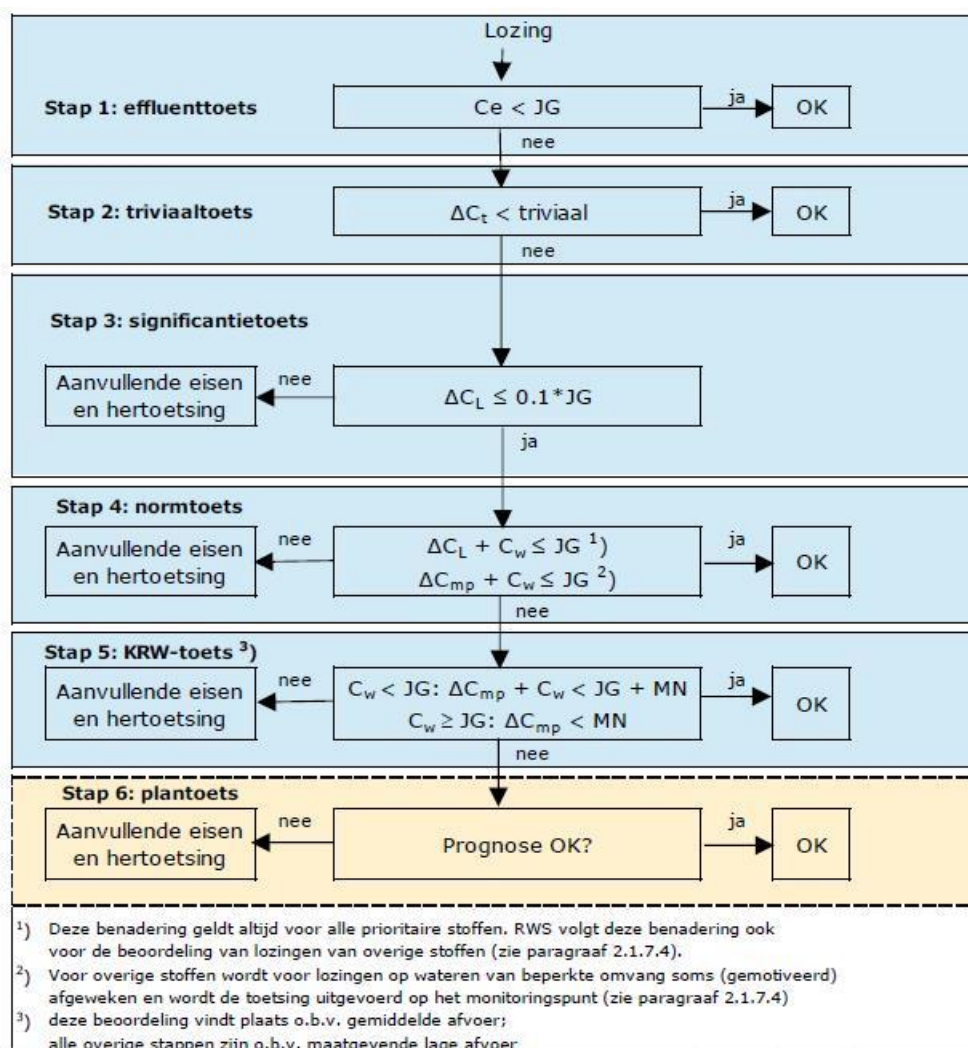 Lozing
Stap 1: effluenttoets
Ce < JG
ja
OK
nee
Stap 2: triviaaltoets
ΔCt < triviaal
ja
OK
nee
Stap 3: significantietoets
Aanvullende eisen
en hertoetsing
nee
ΔCL ≤ 0.1*JG
ja
Stap 4: normtoets
Aanvullende eisen
en hertoetsing
nee
ΔCL + Cw ≤ JG 1)
ΔCmp + Cw ≤ JG 2)
ja
OK
nee
Stap 5: KRW-toets 3)
Aanvullende eisen
en hertoetsing
nee
Cw < JG: ΔCmp + Cw < JG + MN
Cw ≥ JG: ΔCmp < MN
ja
OK
nee
Stap 6: plantoets
Aanvullende eisen
en hertoetsing
nee
Prognose OK?
ja
OK
1) Deze benadering geldt altijd voor alle prioritaire stoffen. RWS volgt deze benadering ook
voor de beoordeling van lozingen van overige stoffen (zie paragraaf 2.1.7.4).
2) Voor overige stoffen wordt voor lozingen op wateren van beperkte omvang soms (gemotiveerd)
afgeweken en wordt de toetsing uitgevoerd op het monitoringspunt (zie paragraaf 2.1.7.4)
3) deze beoordeling vindt plaats o.b.v. gemiddelde afvoer;
alle overige stappen zijn o.b.v. maatgevende lage afvoer